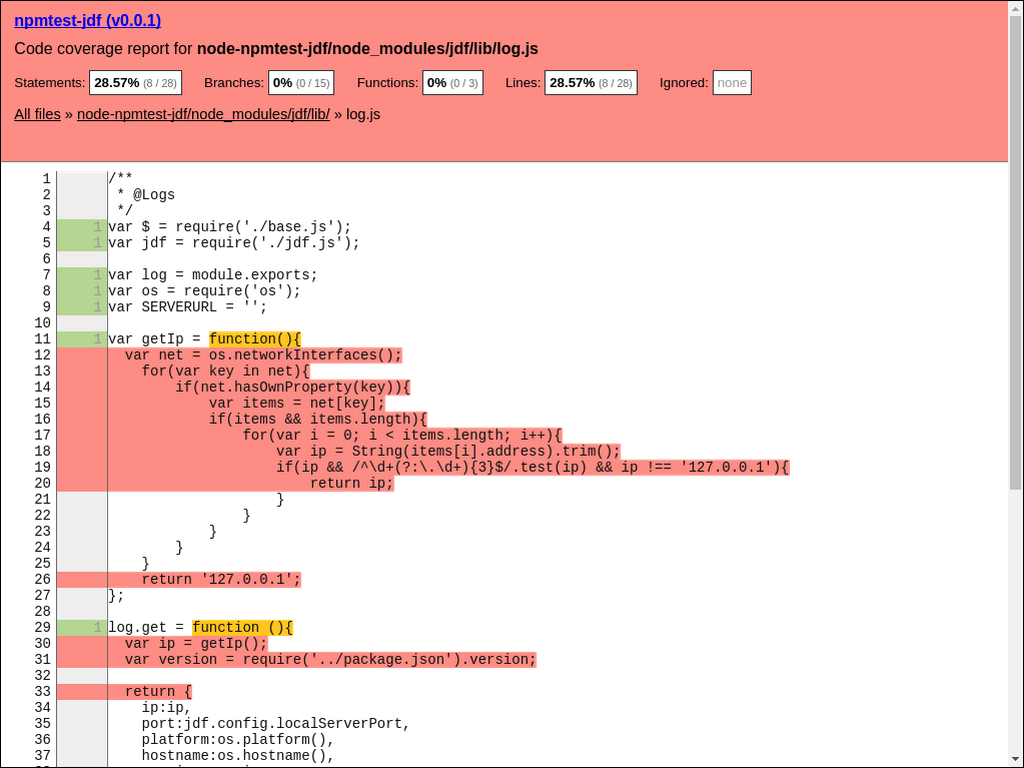 npmtest-jdf (v0.0.1)
Code coverage report for node-npmtest-jdf/node_modules/jdf/lib/log.js
Statements: 28.57% (8 / 28) Branches: 0% (0 / 15) Functions: 0% (0 / 3) Lines: 28.57% (8 / 28) Ignored: none
All files » node-npmtest-jdf/node_modules/jdf/lib/ » log.js
1 /**
2  * @Logs
3  */
4 1 var $ = require('./base.js');
5 1 var jdf = require('./jdf.js');
6
7 1 var log = module.exports;
8 1 var os = require('os');
9 1 var SERVERURL = '';
10
11 1 var getIp = function(){
12   var net = os.networkInterfaces();
13     for(var key in net){
14         if(net.hasOwnProperty(key)){
15             var items = net[key];
16             if(items && items.length){
17                 for(var i = 0; i < items.length; i++){
18                     var ip = String(items[i].address).trim();
19                     if(ip && /^\d+(?:\.\d+){3}$/.test(ip) && ip !== '127.0.0.1'){
20                         return ip;
21                     }
22                 }
23             }
24         }
25     }
26     return '127.0.0.1';
27 };
28
29 1 log.get = function (){
30   var ip = getIp();
31   var version = require('../package.json').version;
32
33   return {
34     ip:ip,
35     port:jdf.config.localServerPort,
36     platform:os.platform(),
37     hostname:os.hostname(),